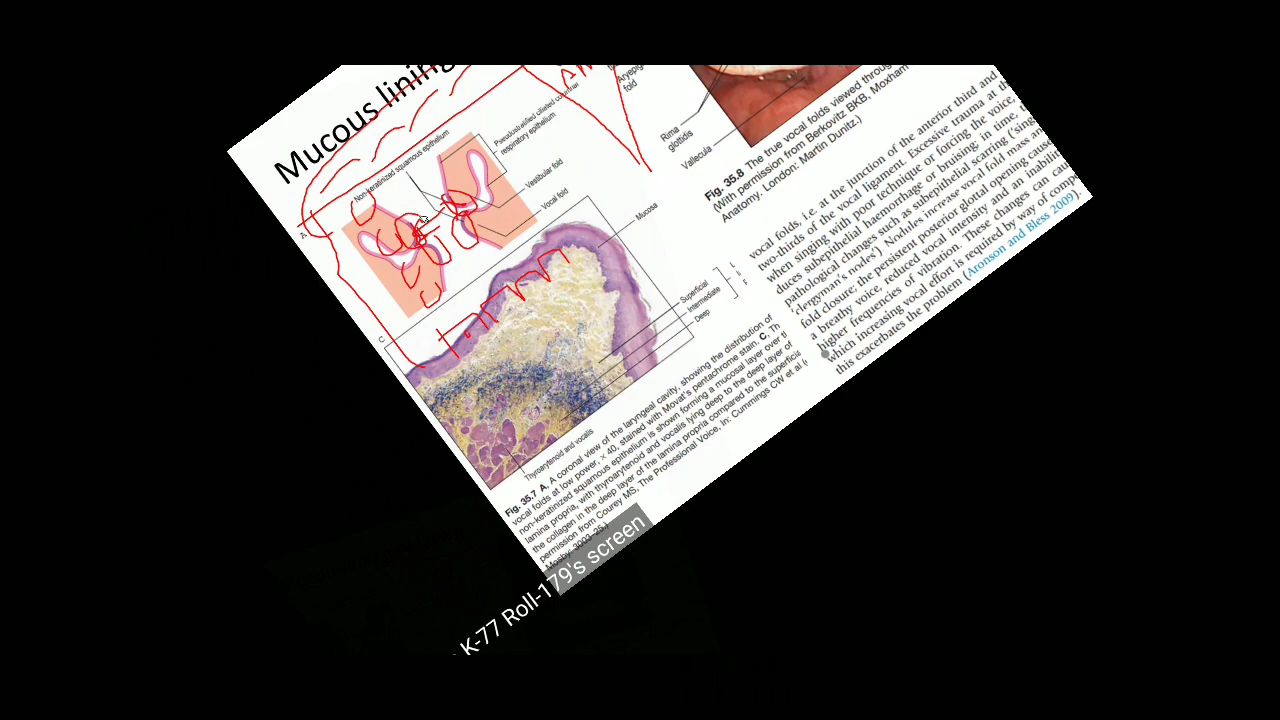 Mucous lining
Pseudostratified ciliated columnar
respiratory epithelium
Non-keratinized squamous epithelium
Vestibular fold
Vocal fold
A
C
Mucosa
Superficial
Intermediate
Deep
Thyroarytenoid and vocalis
Fig. 35.7 A, A coronal view of the laryngeal cavity, showing the distribution of
vocal folds at low power, × 40, stained with Movat's pentachrome stain. C, Th
non-keratinized squamous epithelium is shown forming a mucosal layer over t
lamina propria, with thyroarytenoid and vocalis lying deep to the deep layer of
the collagen in the deep layer of the lamina propria compared to the superficia
permission from Courey MS, The Professional Voice, In: Cummings CW et al (
Mosby;
Aryepig
fold
Rima
glottidis
Vallecula
Fig. 35.8 The true vocal folds viewed throug
(With permission from Berkovitz BKB, Moxham
Anatomy. London: Martin Dunitz.)
vocal folds, i.e. at the junction of the anterior third and
two-thirds of the vocal ligament. Excessive trauma at th
when singing with poor technique or forcing the voice,
duces subepithelial haemorrhage or bruising; in time, t
pathological changes such as subepithelial scarring ('sing
'clergyman's nodes') Nodules increase vocal fold mass an
fold closure; the persistent posterior glottal opening cause
a breathy voice, reduced vocal intensity and an inability
higher frequencies of vibration. These changes can cau
which increasing vocal effort is required by way of comp
this exacerbates the problem (Aronson and Bless 2009).
K-77 Roll-179's screen